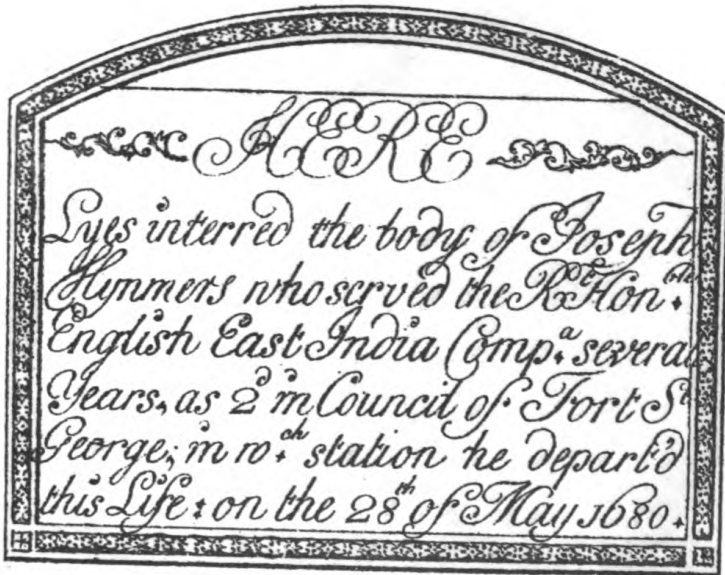 HERE
Lyes interred the body of Joseph
Hynmers who served the Rt. Honble.
English East India Compa. several
Years, as 2d in Council of Fort St
George; in wch. station he depart'd
this Life: on the 28th of May 1680.